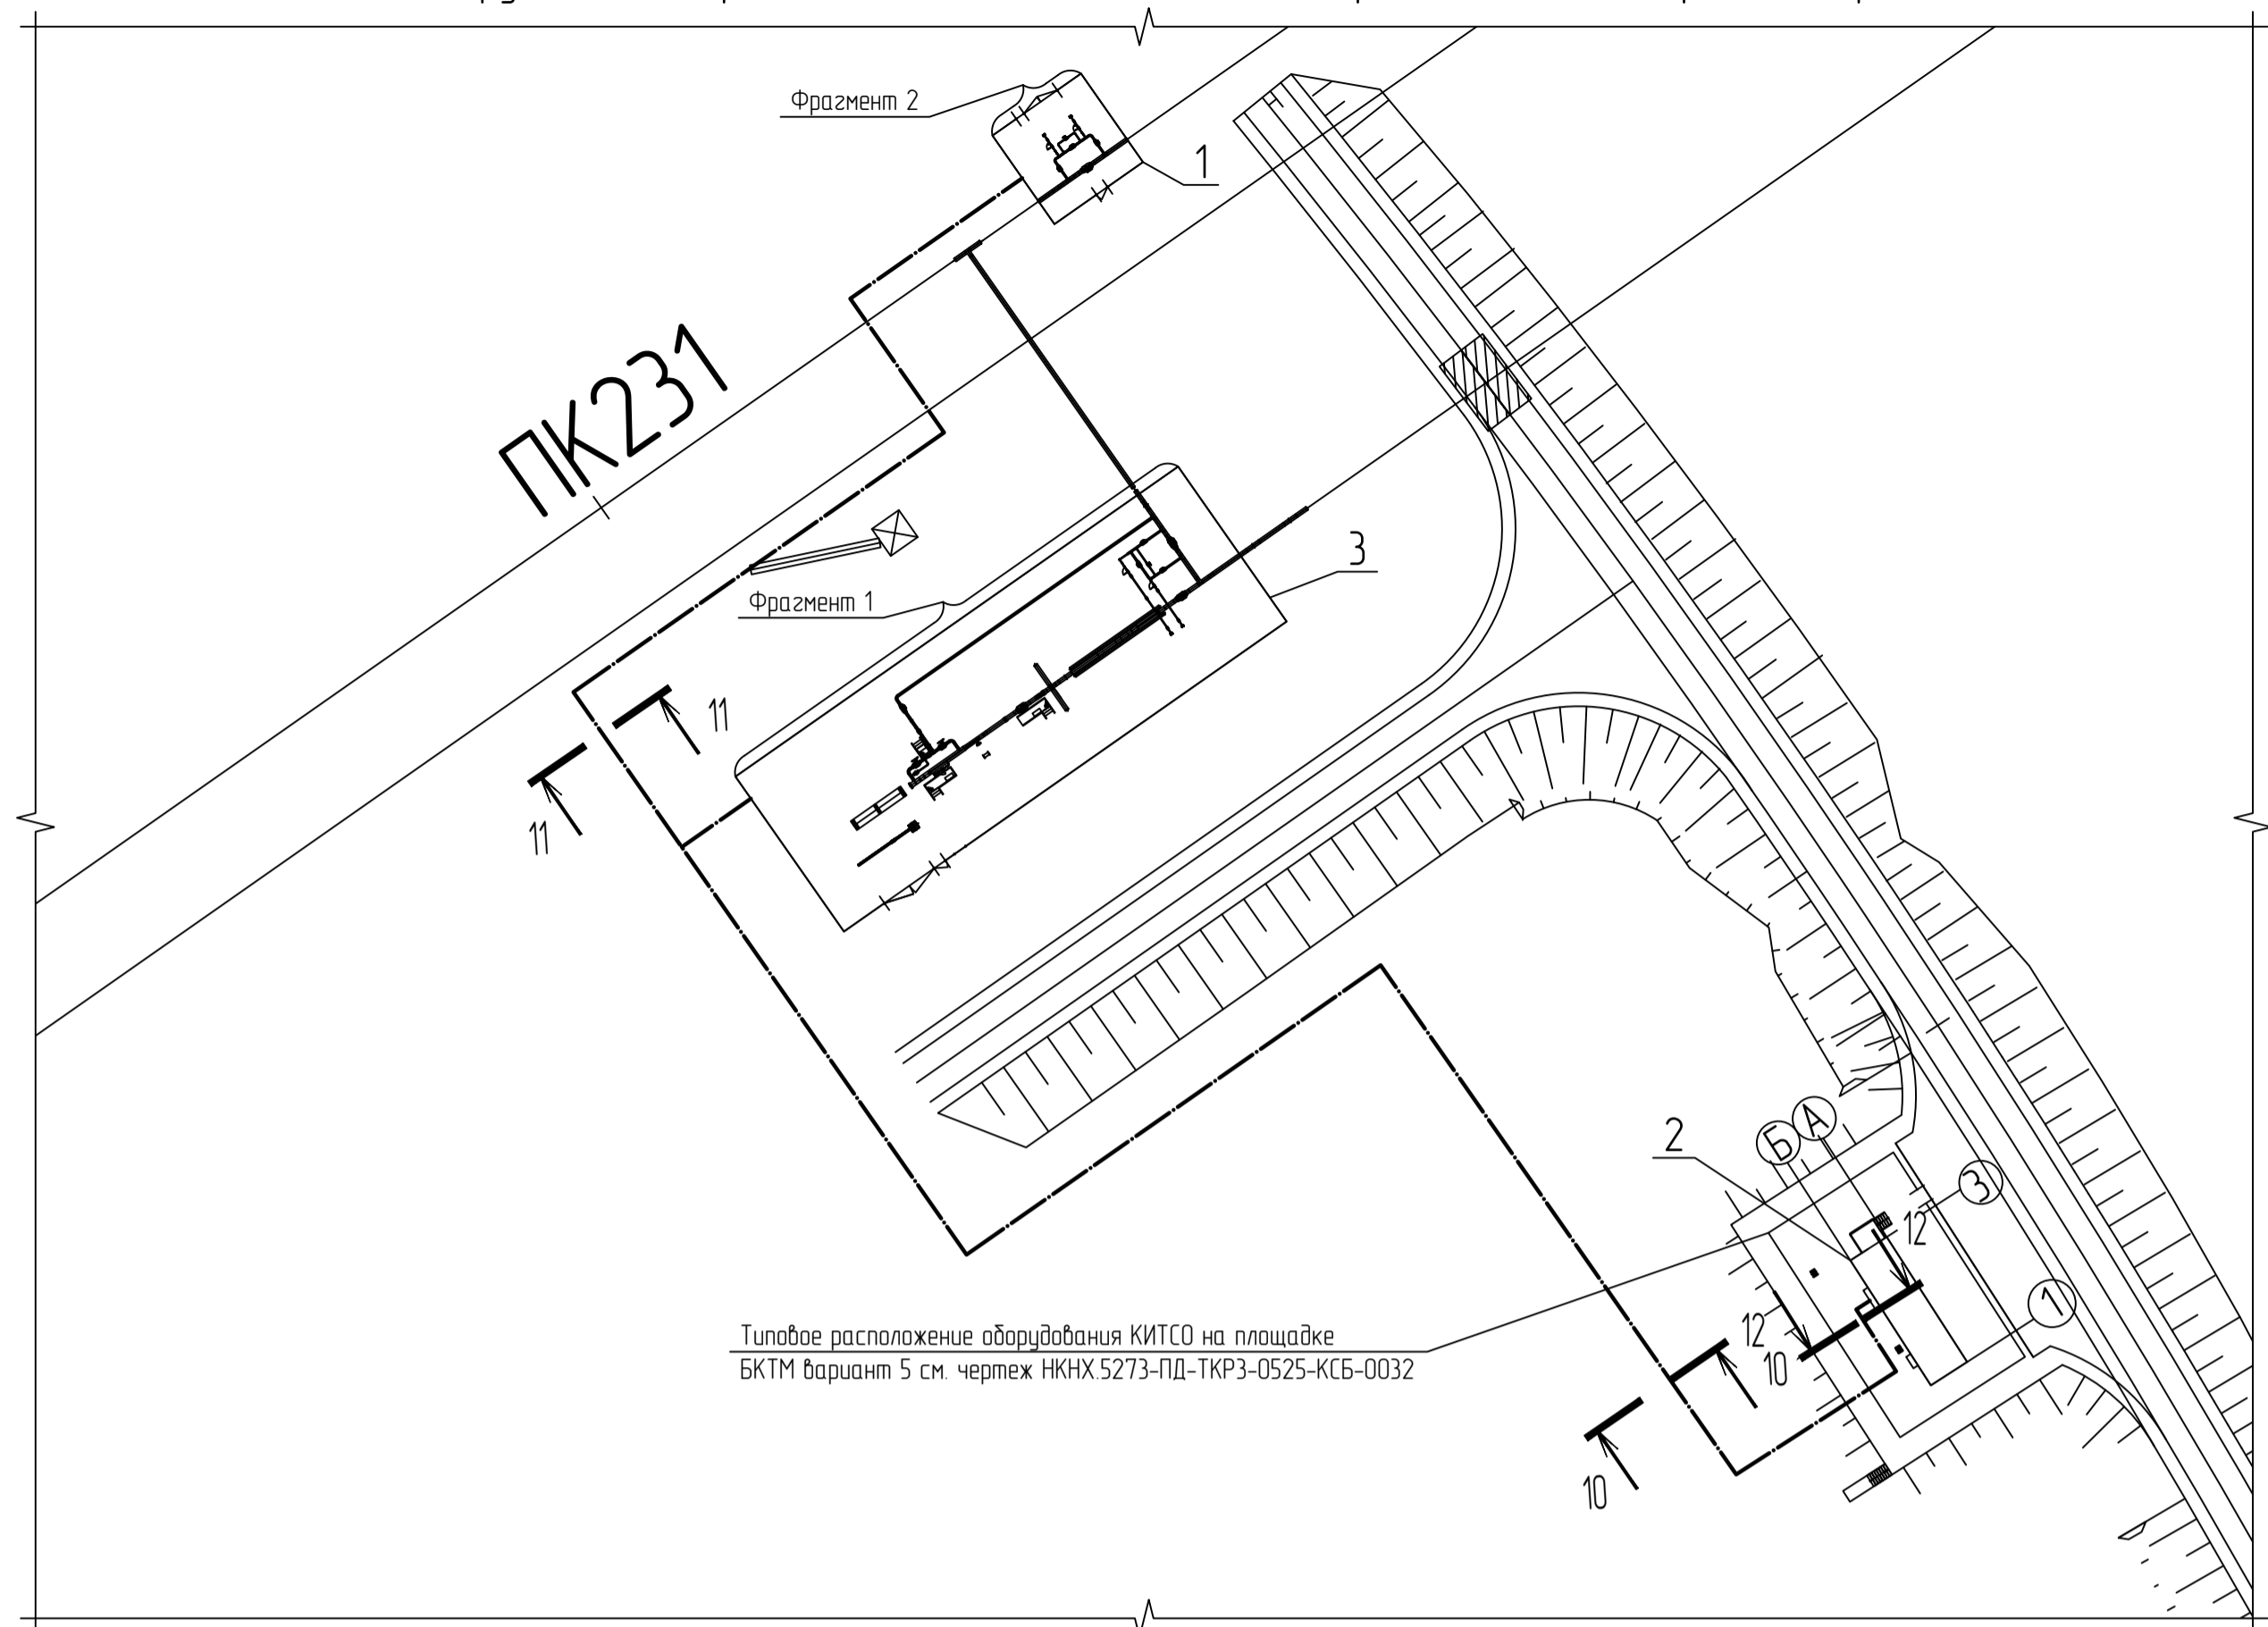 Фрагмент 2
1
ПК231
3
Фрагмент 1
11
11
2
Б
А
3
12
1
12
10
10
Типовое расположение оборудования КИТСО на площадке
БКТМ вариант 5 см. чертеж НКНХ.5273-ПД-ТКР3-0525-КСБ-0032